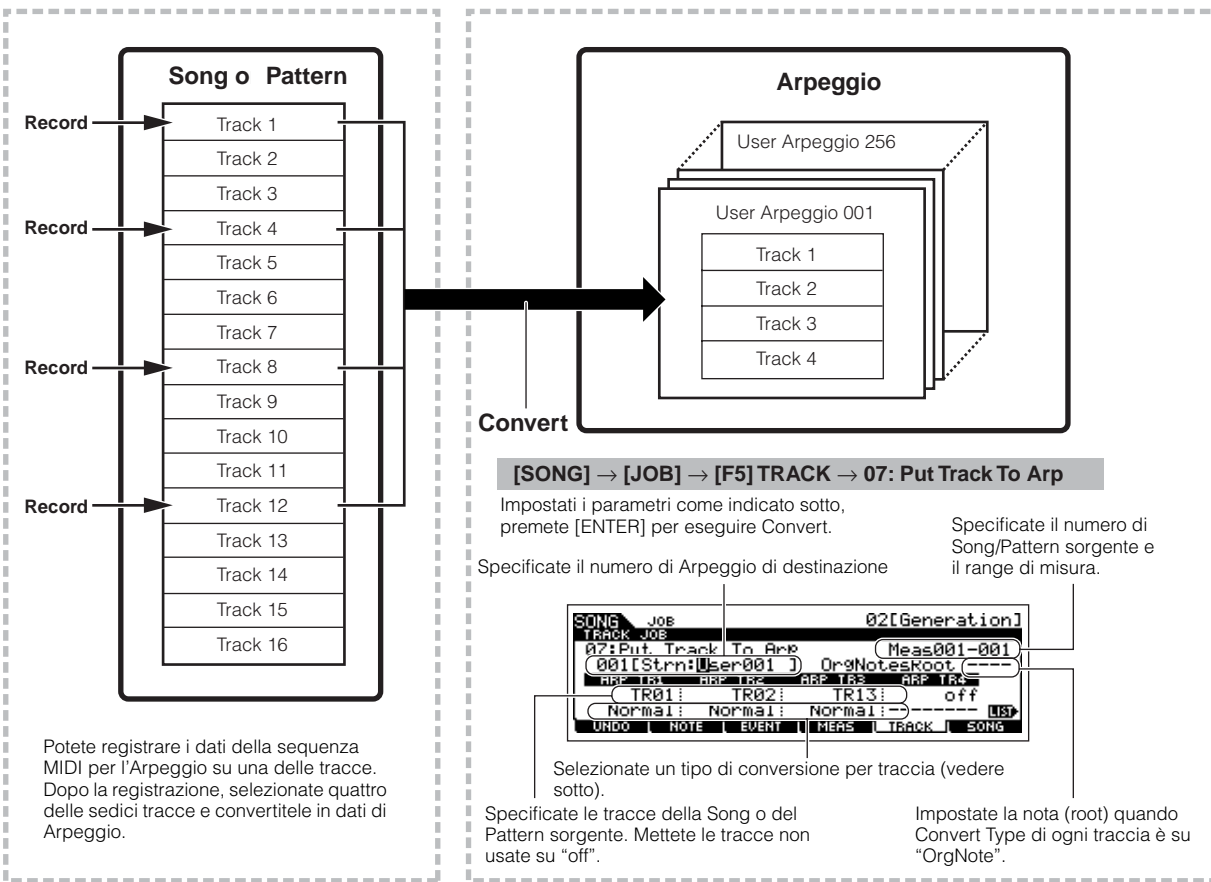 Song o Pattern
Record
Track 1
Track 2
Track 3
Record
Track 4
Track 5
Track 6
Track 7
Record
Track 8
Track 9
Track 10
Track 11
Record
Track 12
Track 13
Track 14
Track 15
Track 16
Potete registrare i dati della sequenza
MIDI per l’Arpeggio su una delle tracce.
Dopo la registrazione, selezionate quattro
delle sedici tracce e convertitele in dati di
Arpeggio.
Convert
Arpeggio
User Arpeggio 256
User Arpeggio 001
Track 1
Track 2
Track 3
Track 4
[SONG] → [JOB] → [F5] TRACK → 07: Put Track To Arp
Impostati i parametri come indicato sotto,
premete [ENTER] per eseguire Convert.
Specificate il numero di
Song/Pattern sorgente e
il range di misura.
Specificate il numero di Arpeggio di destinazione
SONG JOB 02[Generation]
TRACK JOB
07:Put Track To Arp Meas001-001
001[Strn:User001 ] OrgNotesRoot ----
ARP TR1 ARP TR2 ARP TR3 ARP TR4
TR01 TR02 TR13 off
Normal Normal Normal -------- LIST
UNDO NOTE EVENT MEAS TRACK SONG
Selezionate un tipo di conversione per traccia (vedere
sotto).
Specificate le tracce della Song o del
Pattern sorgente. Mettete le tracce non
usate su “off”.
Impostate la nota (root) quando
Convert Type di ogni traccia è su
“OrgNote”.